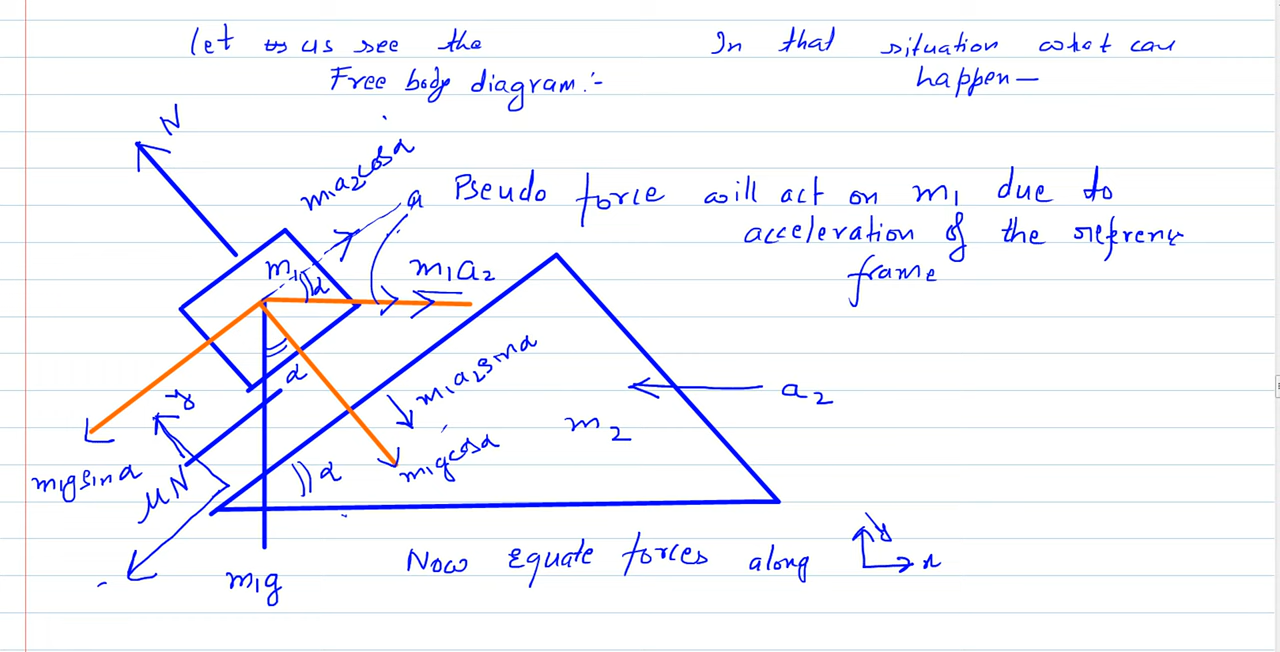 let us see the
Free body diagram:-
In that situation what can
happen—
N
m₁a₂cosα
a Pseudo force will act on m₁ due to
acceleration of the referenc
frame
m₁
α
m₁a₂
α
m₁a₂sinα
a₂
m₂
y
m₁gcosα
m₁gsinα
μN
α
m₁g
Now equate forces along
y
x